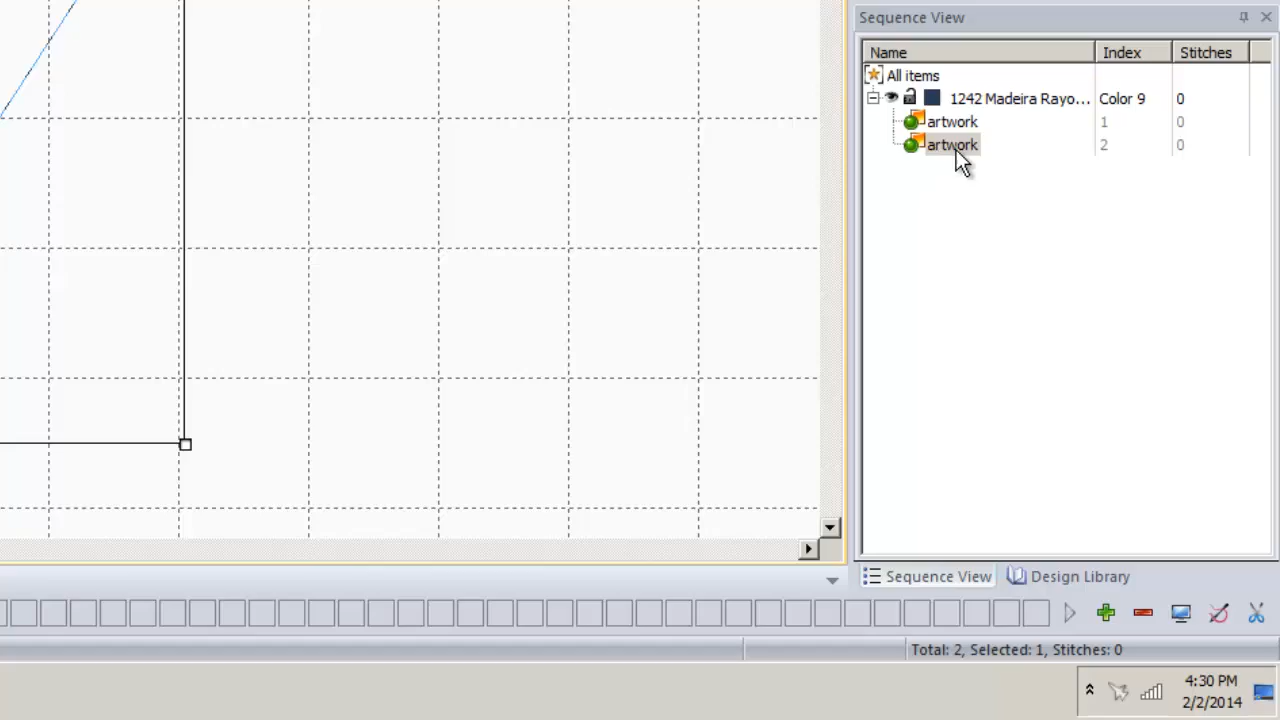 Sequence View
Name Index Stitches
All items
1242 Madeira Rayo... Color 9 0
artwork 1 0
artwork 2 0
Sequence View Design Library
Total: 2, Selected: 1, Stitches: 0
4:30 PM
2/2/2014